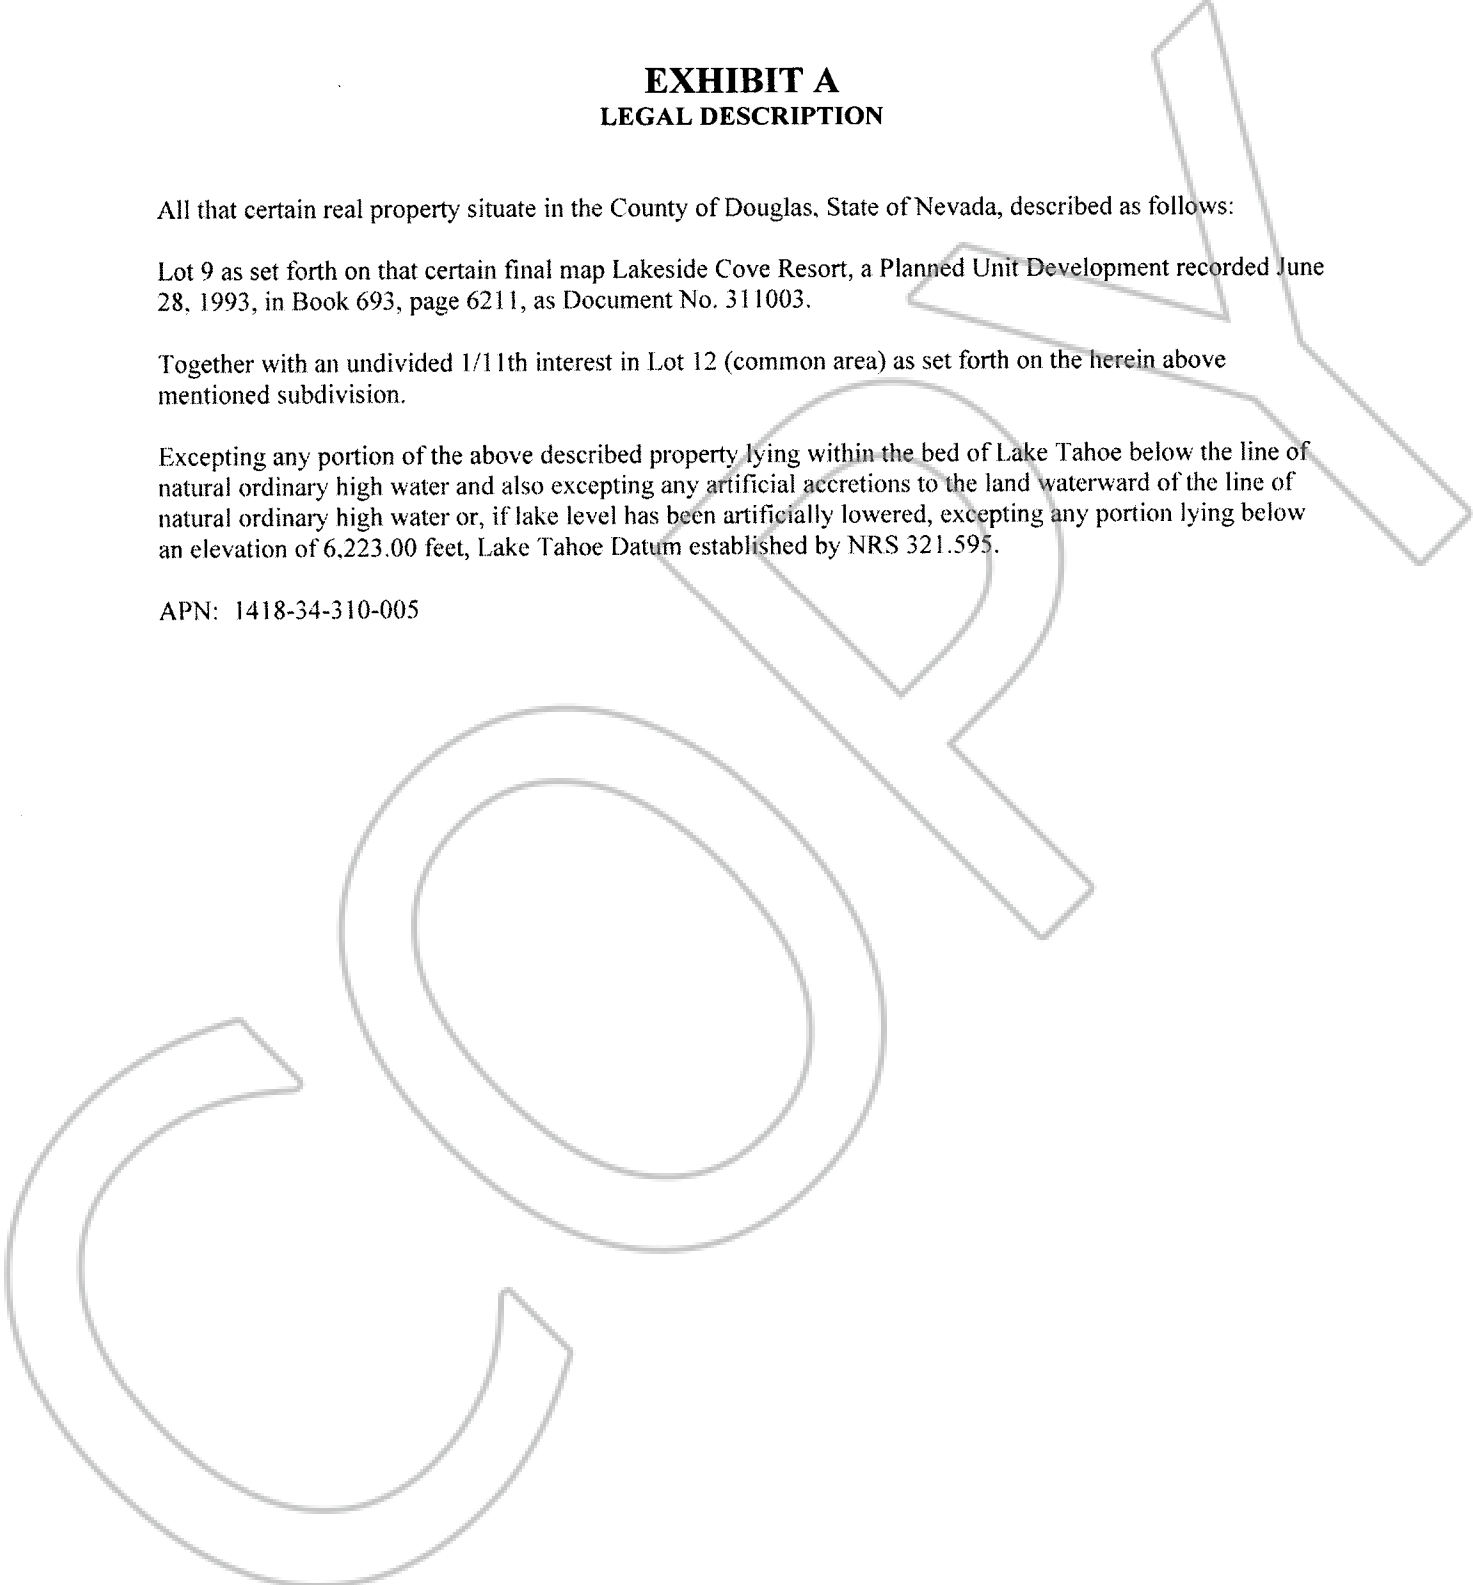 EXHIBIT A
LEGAL DESCRIPTION
All that certain real property situate in the County of Douglas, State of Nevada, described as follows:
Lot 9 as set forth on that certain final map Lakeside Cove Resort, a Planned Unit Development recorded June
28, 1993, in Book 693, page 6211, as Document No. 311003.
Together with an undivided 1/11th interest in Lot 12 (common area) as set forth on the herein above
mentioned subdivision.
Excepting any portion of the above described property lying within the bed of Lake Tahoe below the line of
natural ordinary high water and also excepting any artificial accretions to the land waterward of the line of
natural ordinary high water or, if lake level has been artificially lowered, excepting any portion lying below
an elevation of 6,223.00 feet, Lake Tahoe Datum established by NRS 321.595.
APN: 1418-34-310-005
COPY